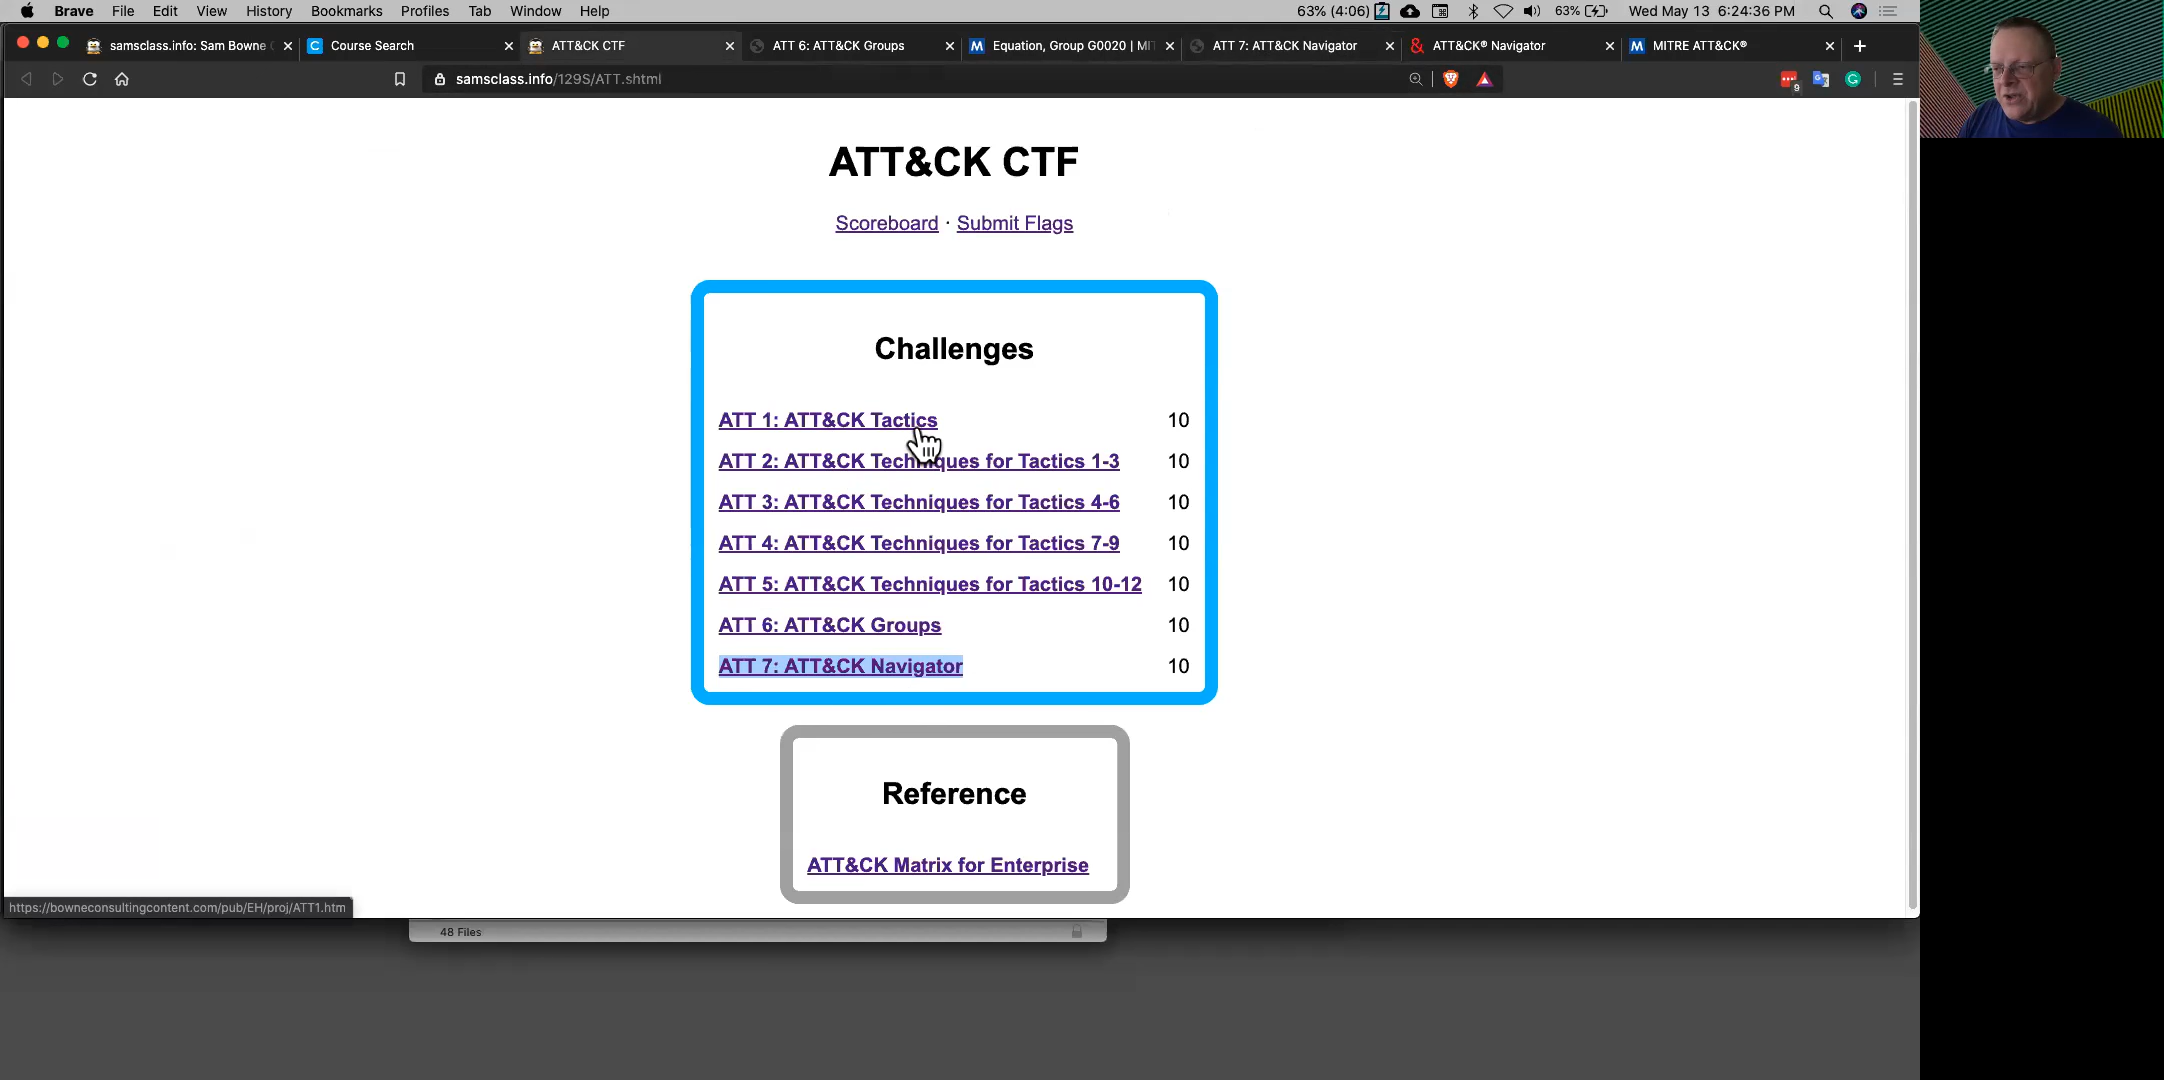 Brave File Edit View History Bookmarks Profiles Tab Window Help 63% (4:06) 63% Wed May 13 6:24:36 PM
samsclass.info: Sam Bowne Course Search ATT&CK CTF ATT 6: ATT&CK Groups Equation, Group G0020 | MIT ATT 7: ATT&CK Navigator ATT&CK® Navigator MITRE ATT&CK®
samsclass.info/129S/ATT.shtml 9
ATT&CK CTF
Scoreboard · Submit Flags
Challenges
ATT 1: ATT&CK Tactics 10
ATT 2: ATT&CK Techniques for Tactics 1-3 10
ATT 3: ATT&CK Techniques for Tactics 4-6 10
ATT 4: ATT&CK Techniques for Tactics 7-9 10
ATT 5: ATT&CK Techniques for Tactics 10-12 10
ATT 6: ATT&CK Groups 10
ATT 7: ATT&CK Navigator 10
Reference
ATT&CK Matrix for Enterprise
https://bowneconsultingcontent.com/pub/EH/proj/ATT1.htm
48 Files